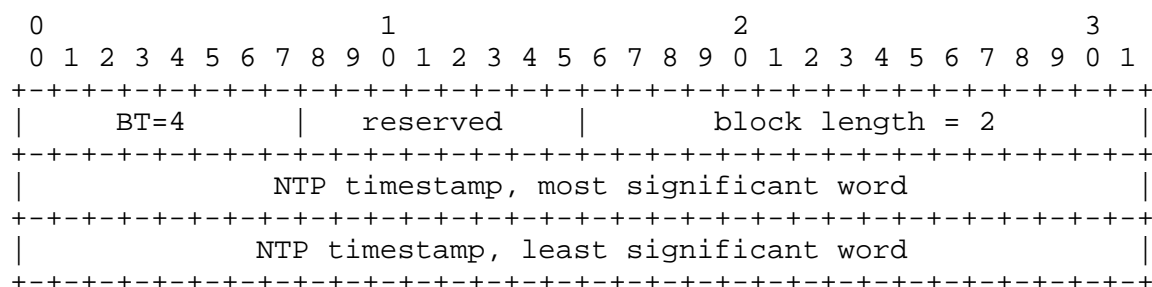 0                   1                   2                   3
 0 1 2 3 4 5 6 7 8 9 0 1 2 3 4 5 6 7 8 9 0 1 2 3 4 5 6 7 8 9 0 1
+-+-+-+-+-+-+-+-+-+-+-+-+-+-+-+-+-+-+-+-+-+-+-+-+-+-+-+-+-+-+-+-+
|     BT=4      |   reserved    |       block length = 2        |
+-+-+-+-+-+-+-+-+-+-+-+-+-+-+-+-+-+-+-+-+-+-+-+-+-+-+-+-+-+-+-+-+
|              NTP timestamp, most significant word             |
+-+-+-+-+-+-+-+-+-+-+-+-+-+-+-+-+-+-+-+-+-+-+-+-+-+-+-+-+-+-+-+-+
|             NTP timestamp, least significant word             |
+-+-+-+-+-+-+-+-+-+-+-+-+-+-+-+-+-+-+-+-+-+-+-+-+-+-+-+-+-+-+-+-+